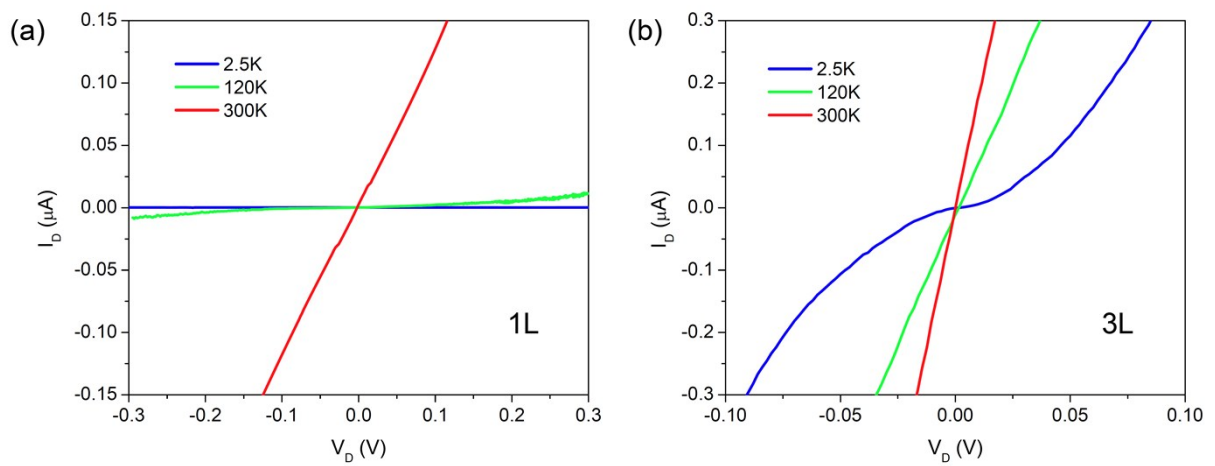 (a)
0.15
0.10
0.05
0.00
-0.05
-0.10
-0.15
I_D (μA)
2.5K
120K
300K
1L
-0.3 -0.2 -0.1 0.0 0.1 0.2 0.3
V_D (V)
(b)
0.3
0.2
0.1
0.0
-0.1
-0.2
-0.3
I_D (μA)
2.5K
120K
300K
3L
-0.10 -0.05 0.00 0.05 0.10
V_D (V)